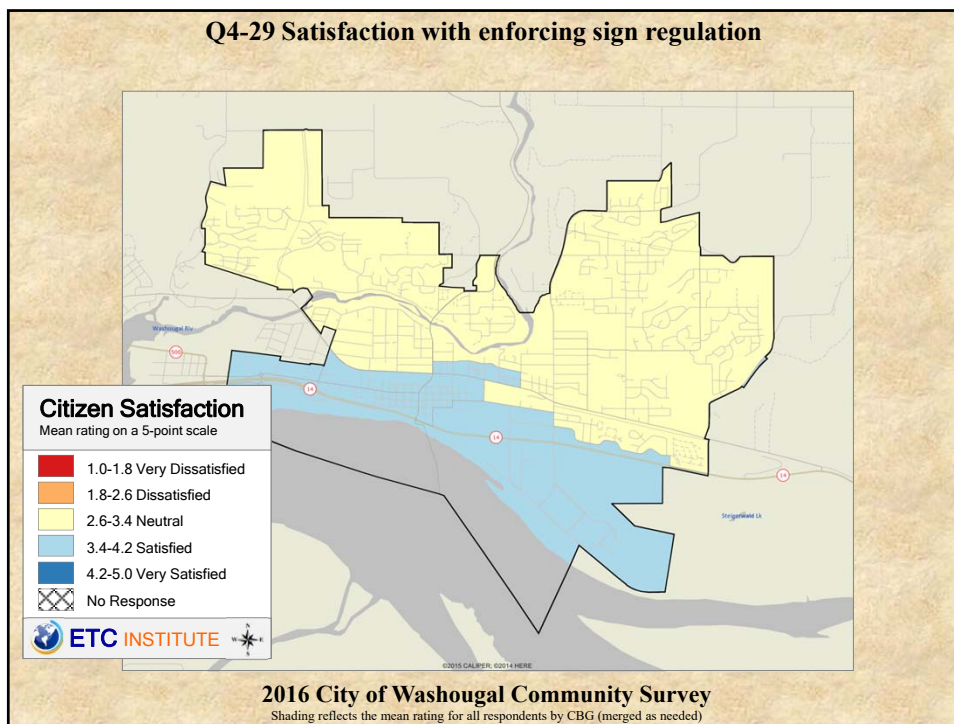 Q4-29 Satisfaction with enforcing sign regulation
Washougal Riv
500
14
14
14
Steigerwald Lk
Citizen Satisfaction
Mean rating on a 5-point scale
1.0-1.8 Very Dissatisfied
1.8-2.6 Dissatisfied
2.6-3.4 Neutral
3.4-4.2 Satisfied
4.2-5.0 Very Satisfied
No Response
ETC INSTITUTE
N
W E
S
©2015 CALIPER; ©2014 HERE
2016 City of Washougal Community Survey
Shading reflects the mean rating for all respondents by CBG (merged as needed)